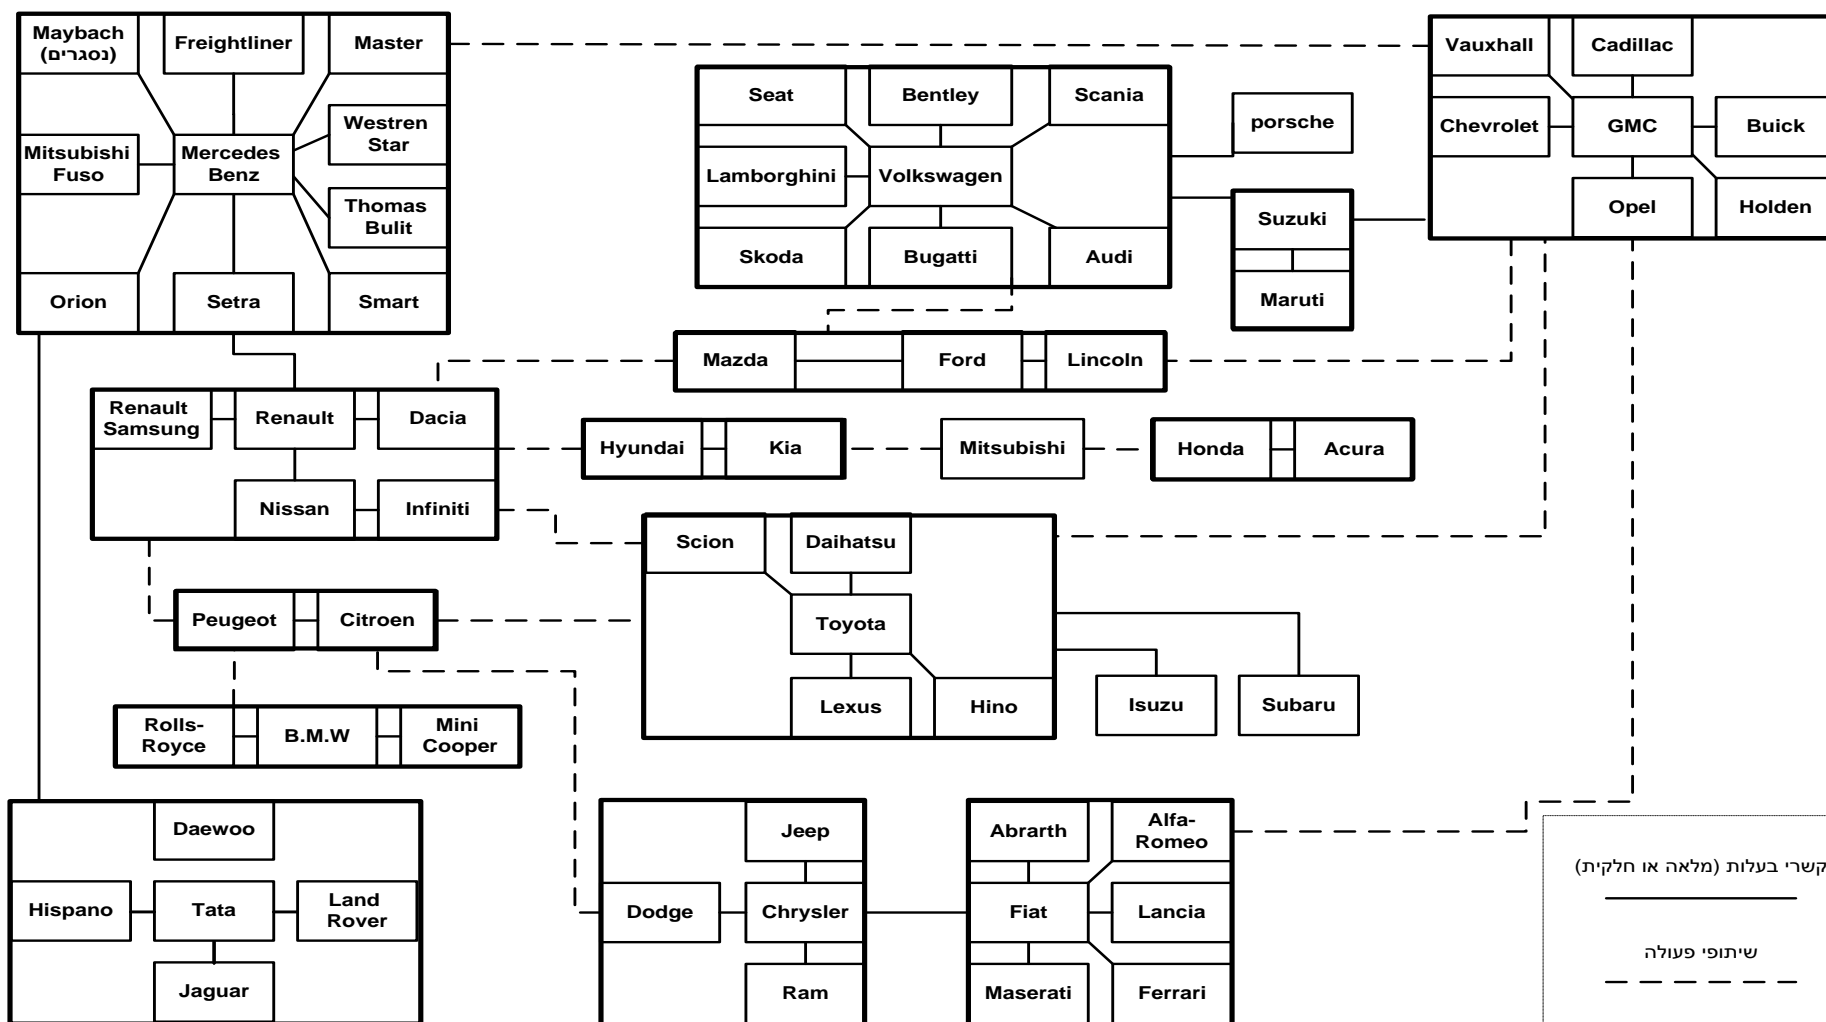 Maybach
(נסגרים)
Freightliner
Master
Westren
Star
Mitsubishi
Fuso
Mercedes
Benz
Thomas
Bulit
Orion
Setra
Smart
Seat
Bentley
Scania
Lamborghini
Volkswagen
Skoda
Bugatti
Audi
porsche
Suzuki
Maruti
Vauxhall
Cadillac
Chevrolet
GMC
Buick
Opel
Holden
Mazda
Ford
Lincoln
Renault
Samsung
Renault
Dacia
Nissan
Infiniti
Hyundai
Kia
Mitsubishi
Honda
Acura
Scion
Daihatsu
Toyota
Lexus
Hino
Isuzu
Subaru
Peugeot
Citroen
Rolls-
Royce
B.M.W
Mini
Cooper
Daewoo
Hispano
Tata
Land
Rover
Jaguar
Jeep
Dodge
Chrysler
Ram
Abrarth
Alfa-
Romeo
Fiat
Lancia
Maserati
Ferrari
קשרי בעלות (מלאה או חלקית)
שיתופי פעולה